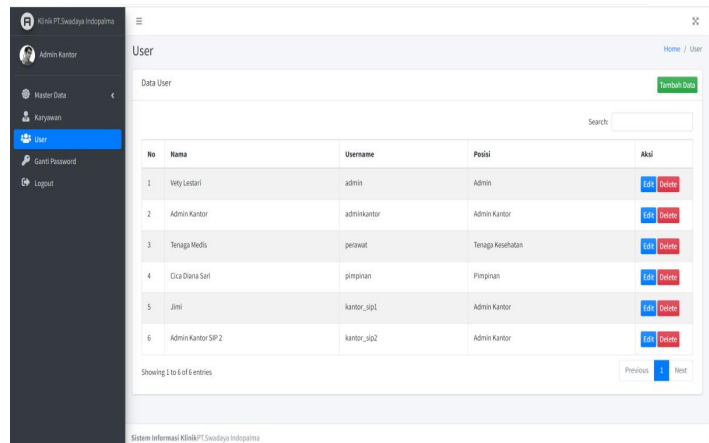 Klinik PT.Swadaya Indopalma
Admin Kantor
Master Data
Karyawan
User
Ganti Password
Logout
User
Home / User
Data User
Tambah Data
Search:
No Nama Username Posisi Aksi
1 Vety Lestari admin Admin Edit Delete
2 Admin Kantor adminkantor Admin Kantor Edit Delete
3 Tenaga Medis perawat Tenaga Kesehatan Edit Delete
4 Cica Diana Sari pimpinan Pimpinan Edit Delete
5 Jimi kantor_sip1 Admin Kantor Edit Delete
6 Admin Kantor SIP 2 kantor_sip2 Admin Kantor Edit Delete
Showing 1 to 6 of 6 entries
Previous 1 Next
Sistem Informasi KlinikPT.Swadaya Indopalma